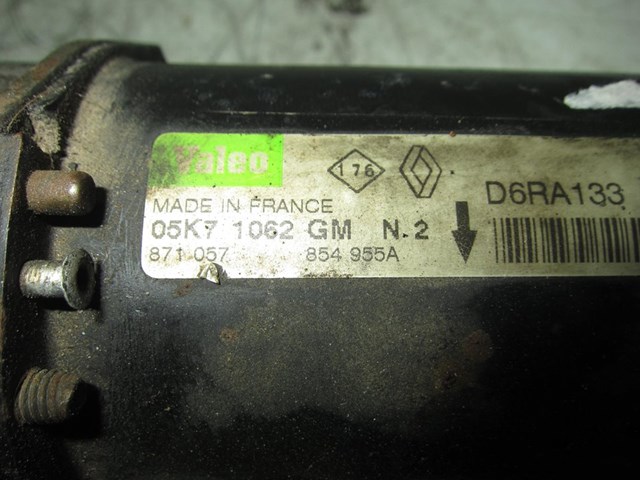 Valeo
176
D6RA133
MADE IN FRANCE
05K7 1062 GM N.2
871 057 854 955A